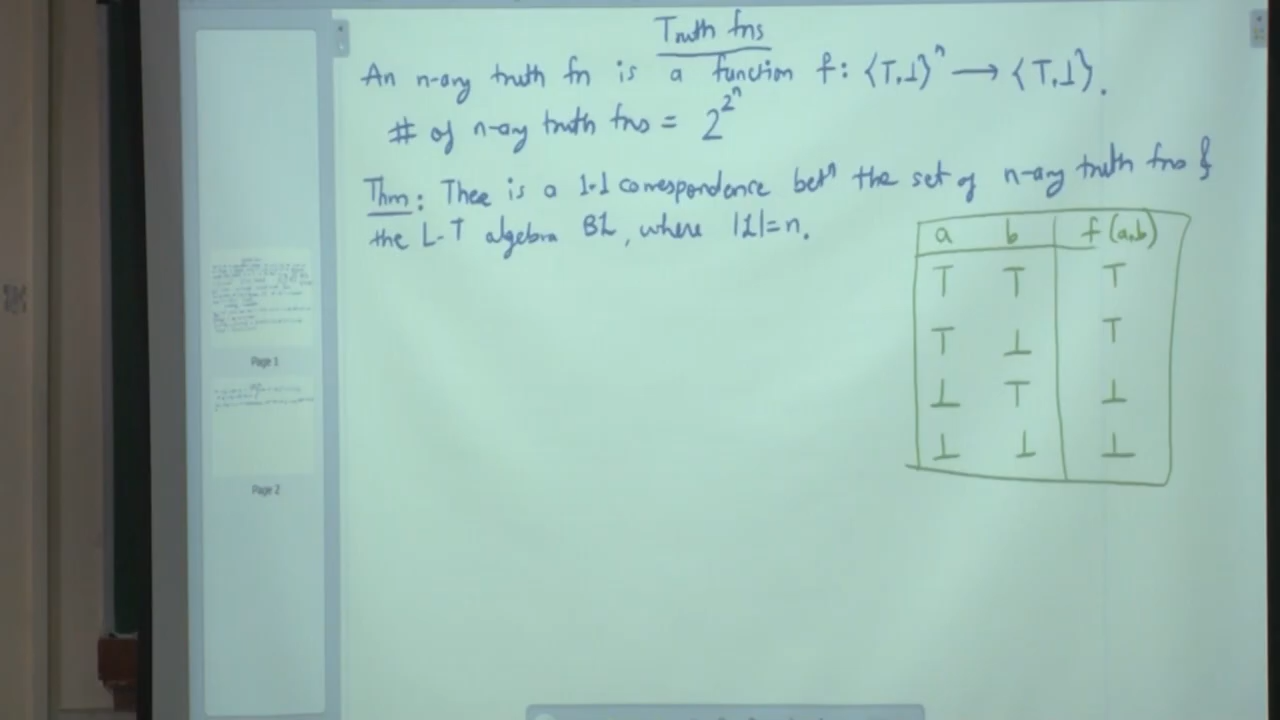 Truth fns
An n-ary truth fn is a function f: {T,⊥}ⁿ ⟶ {T,⊥}.
# of n-ary truth fns = 2^2^n
Thm: There is a 1-1 correspondence betⁿ the set of n-ary truth fns &
the L-T algebra BL, where |L|=n.
a b f(a,b)
T T T
T ⊥ T
⊥ T ⊥
⊥ ⊥ ⊥
Page 1
Page 2